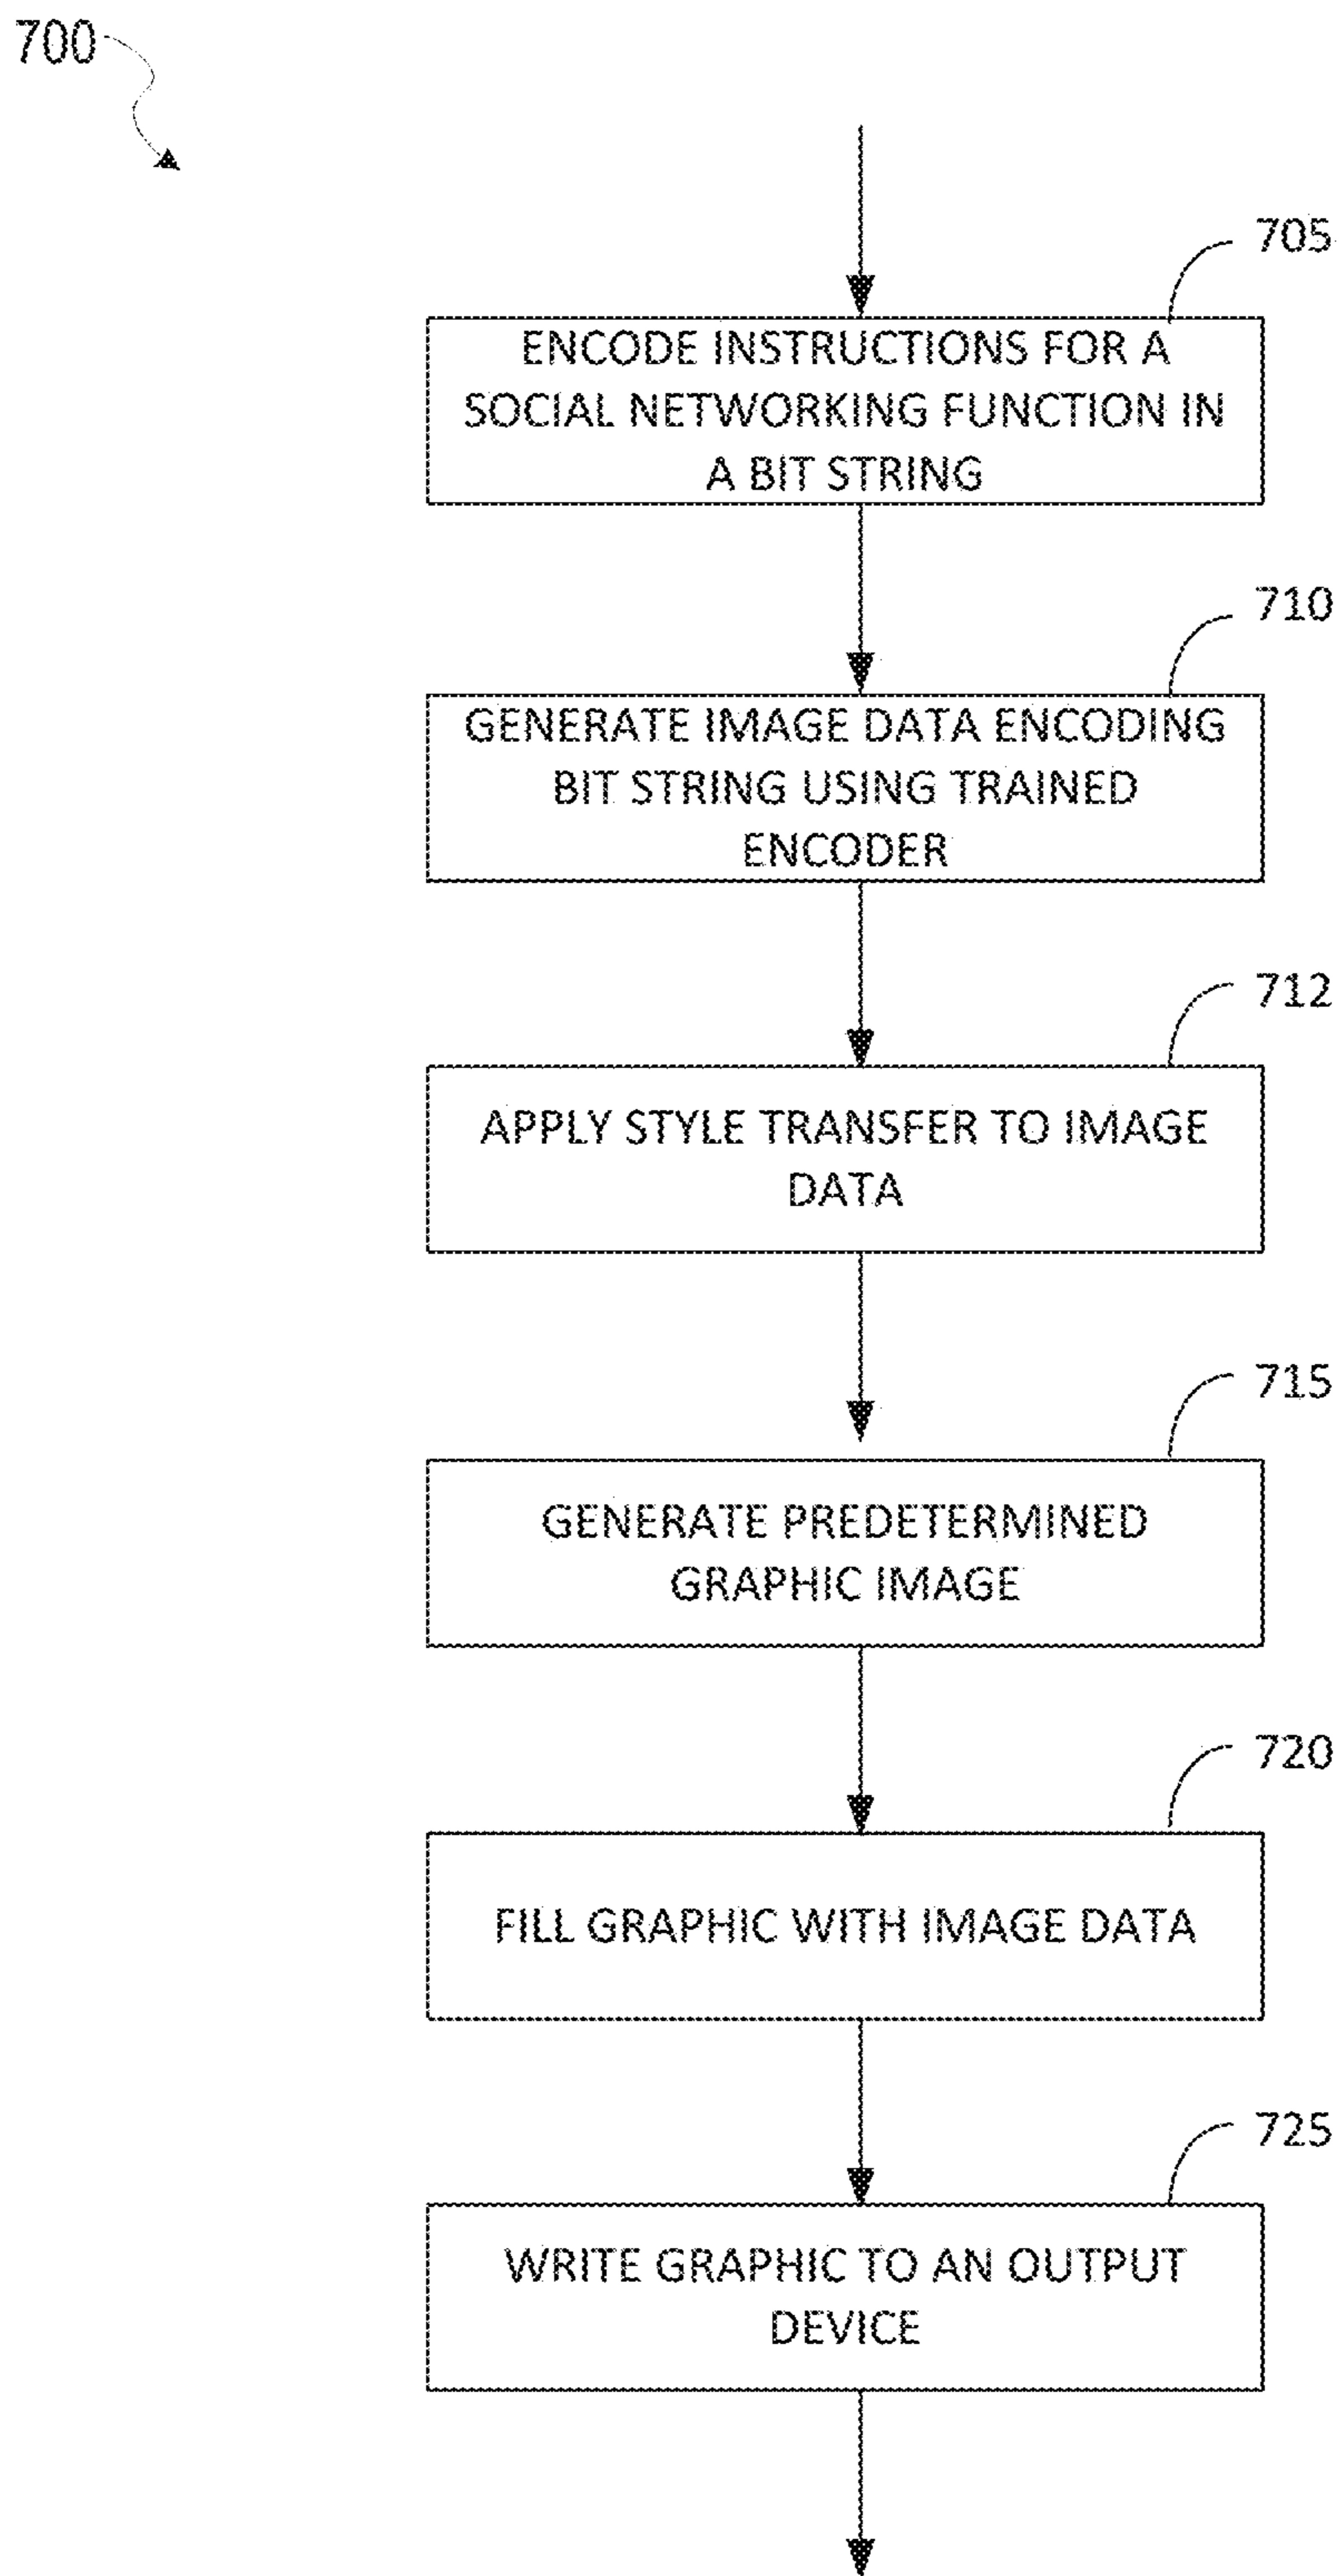 700
705
ENCODE INSTRUCTIONS FOR A
SOCIAL NETWORKING FUNCTION IN
A BIT STRING
710
GENERATE IMAGE DATA ENCODING
BIT STRING USING TRAINED
ENCODER
712
APPLY STYLE TRANSFER TO IMAGE
DATA
715
GENERATE PREDETERMINED
GRAPHIC IMAGE
720
FILL GRAPHIC WITH IMAGE DATA
725
WRITE GRAPHIC TO AN OUTPUT
DEVICE